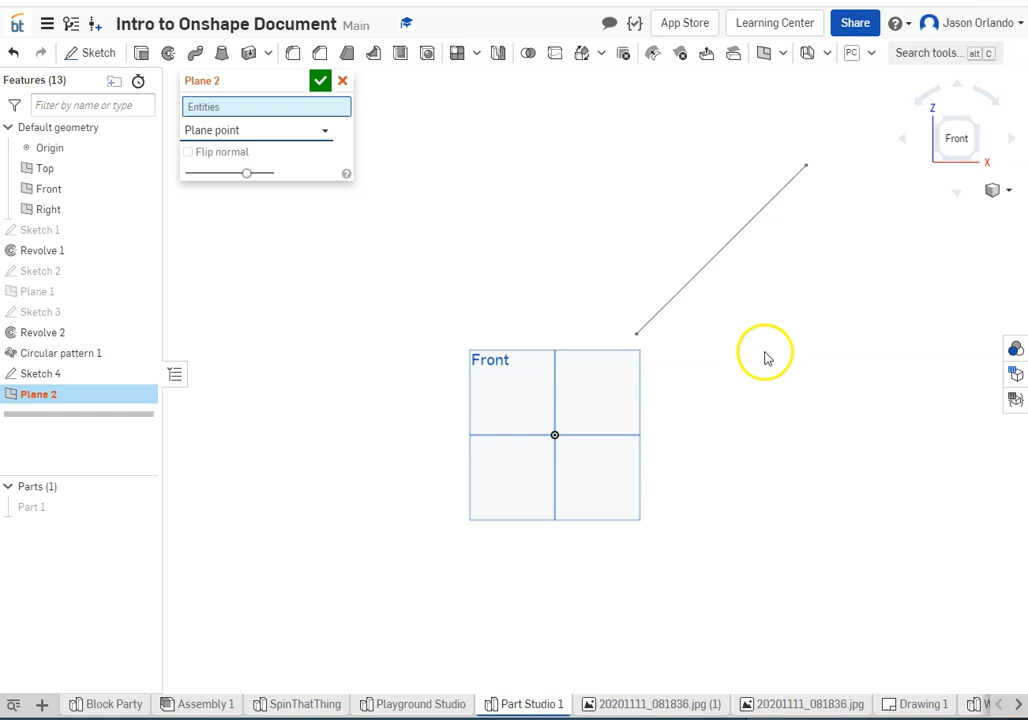 bt Intro to Onshape Document Main App Store Learning Center Share Jason Orlando
Sketch PC Search tools... alt C
Features (13)
Filter by name or type
Default geometry
Origin
Top
Front
Right
Sketch 1
Revolve 1
Sketch 2
Plane 1
Sketch 3
Revolve 2
Circular pattern 1
Sketch 4
Plane 2
Parts (1)
Part 1
Plane 2
Entities
Plane point
Flip normal
Front
Z
Front
X
Block Party Assembly 1 SpinThatThing Playground Studio Part Studio 1 20201111_081836.jpg (1) 20201111_081836.jpg Drawing 1